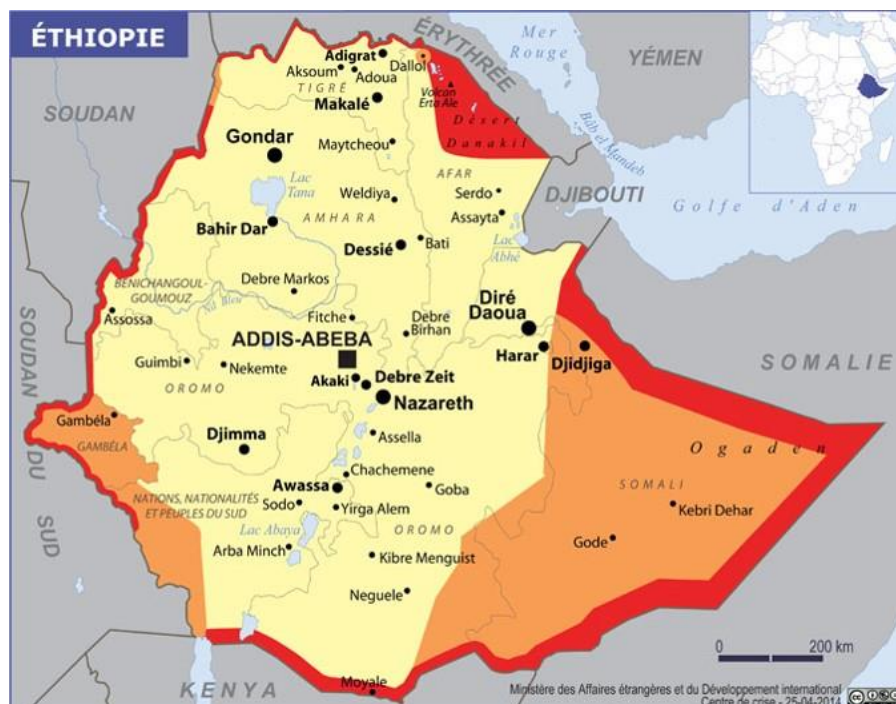 ÉTHIOPIE
Mer
Rouge
ÉRYTHRÉE
YÉMEN
SOUDAN
Adigrat
Aksoum
Adoua
Dallol
TIGRÉ
Makalé
Volcan
Erta Ale
Désert
Danakil
Bâb el Mandeb
Gondar
Maytcheou
AFAR
Lac
Tana
Weldiya
Serdo
DJIBOUTI
Golfe d'Aden
AMHARA
Assayta
Bahir Dar
Dessié
Bati
Lac
Abhé
BENICHANGOUL-
GOUMOUZ
Debre Markos
Nil Bleu
Assossa
Fitche
Debre
Birhan
Diré
Daoua
SOUDAN DU SUD
ADDIS-ABEBA
Harar
Djidjiga
SOMALIE
Guimbi
Nekemte
OROMO
Akaki
Debre Zeit
Nazareth
Gambéla
GAMBÉLA
Djimma
Assella
Ogaden
Chachemene
Awassa
Goba
SOMALI
NATIONS, NATIONALITÉS
ET PEUPLES DU SUD
Sodo
Yirga Alem
Kebri Dehar
Lac Abaya
OROMO
Arba Minch
Kibre Menguist
Gode
Neguele
0 200 km
KENYA
Moyale
Ministère des Affaires étrangères et du Développement international
Centre de crise - 25-04-2014